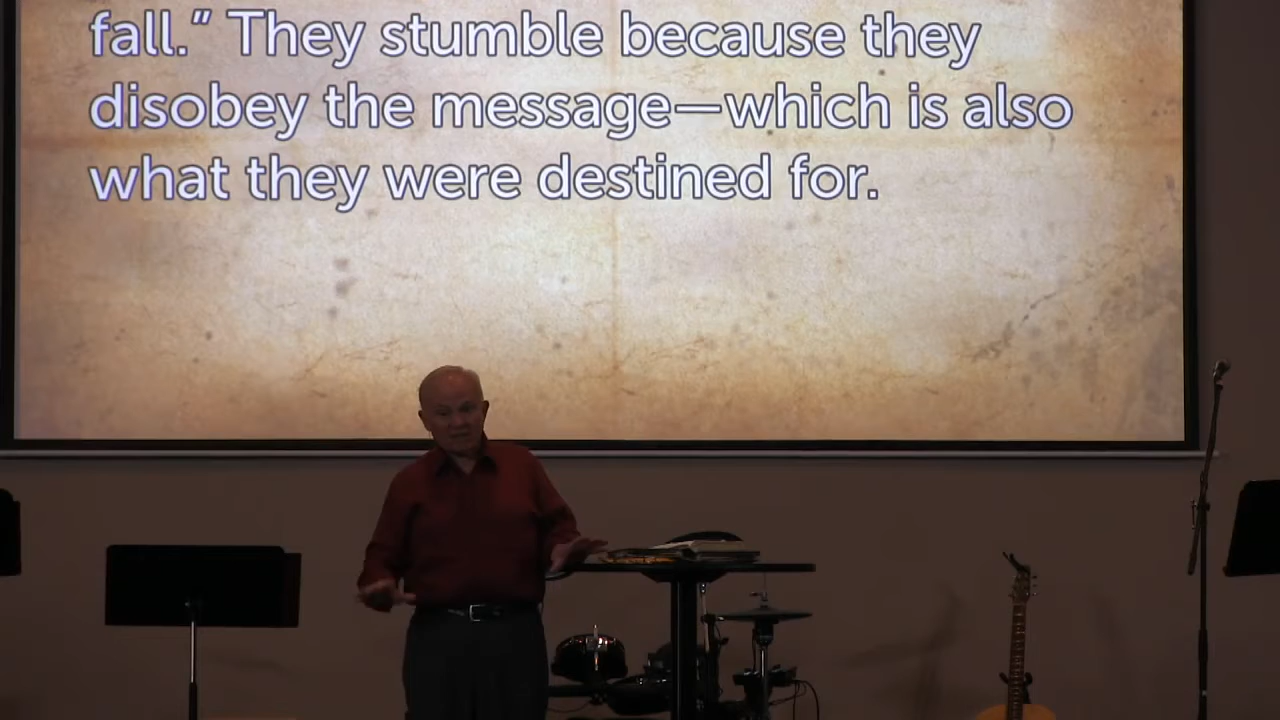 fall.” They stumble because they
disobey the message—which is also
what they were destined for.